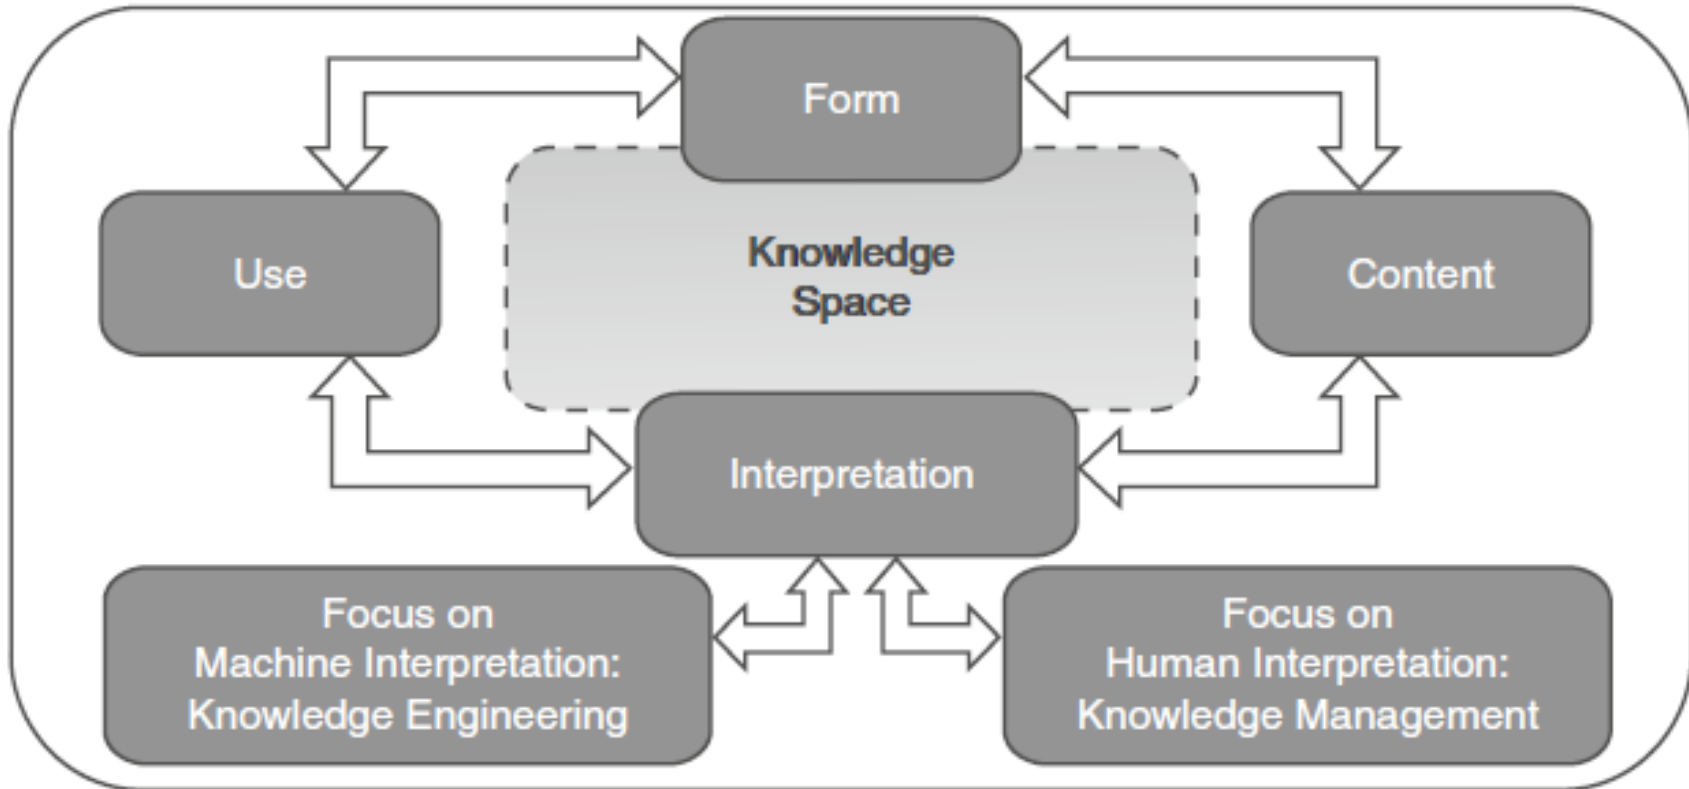 Form
Knowledge
Space
Use
Content
Interpretation
Focus on
Machine Interpretation:
Knowledge Engineering
Focus on
Human Interpretation:
Knowledge Management